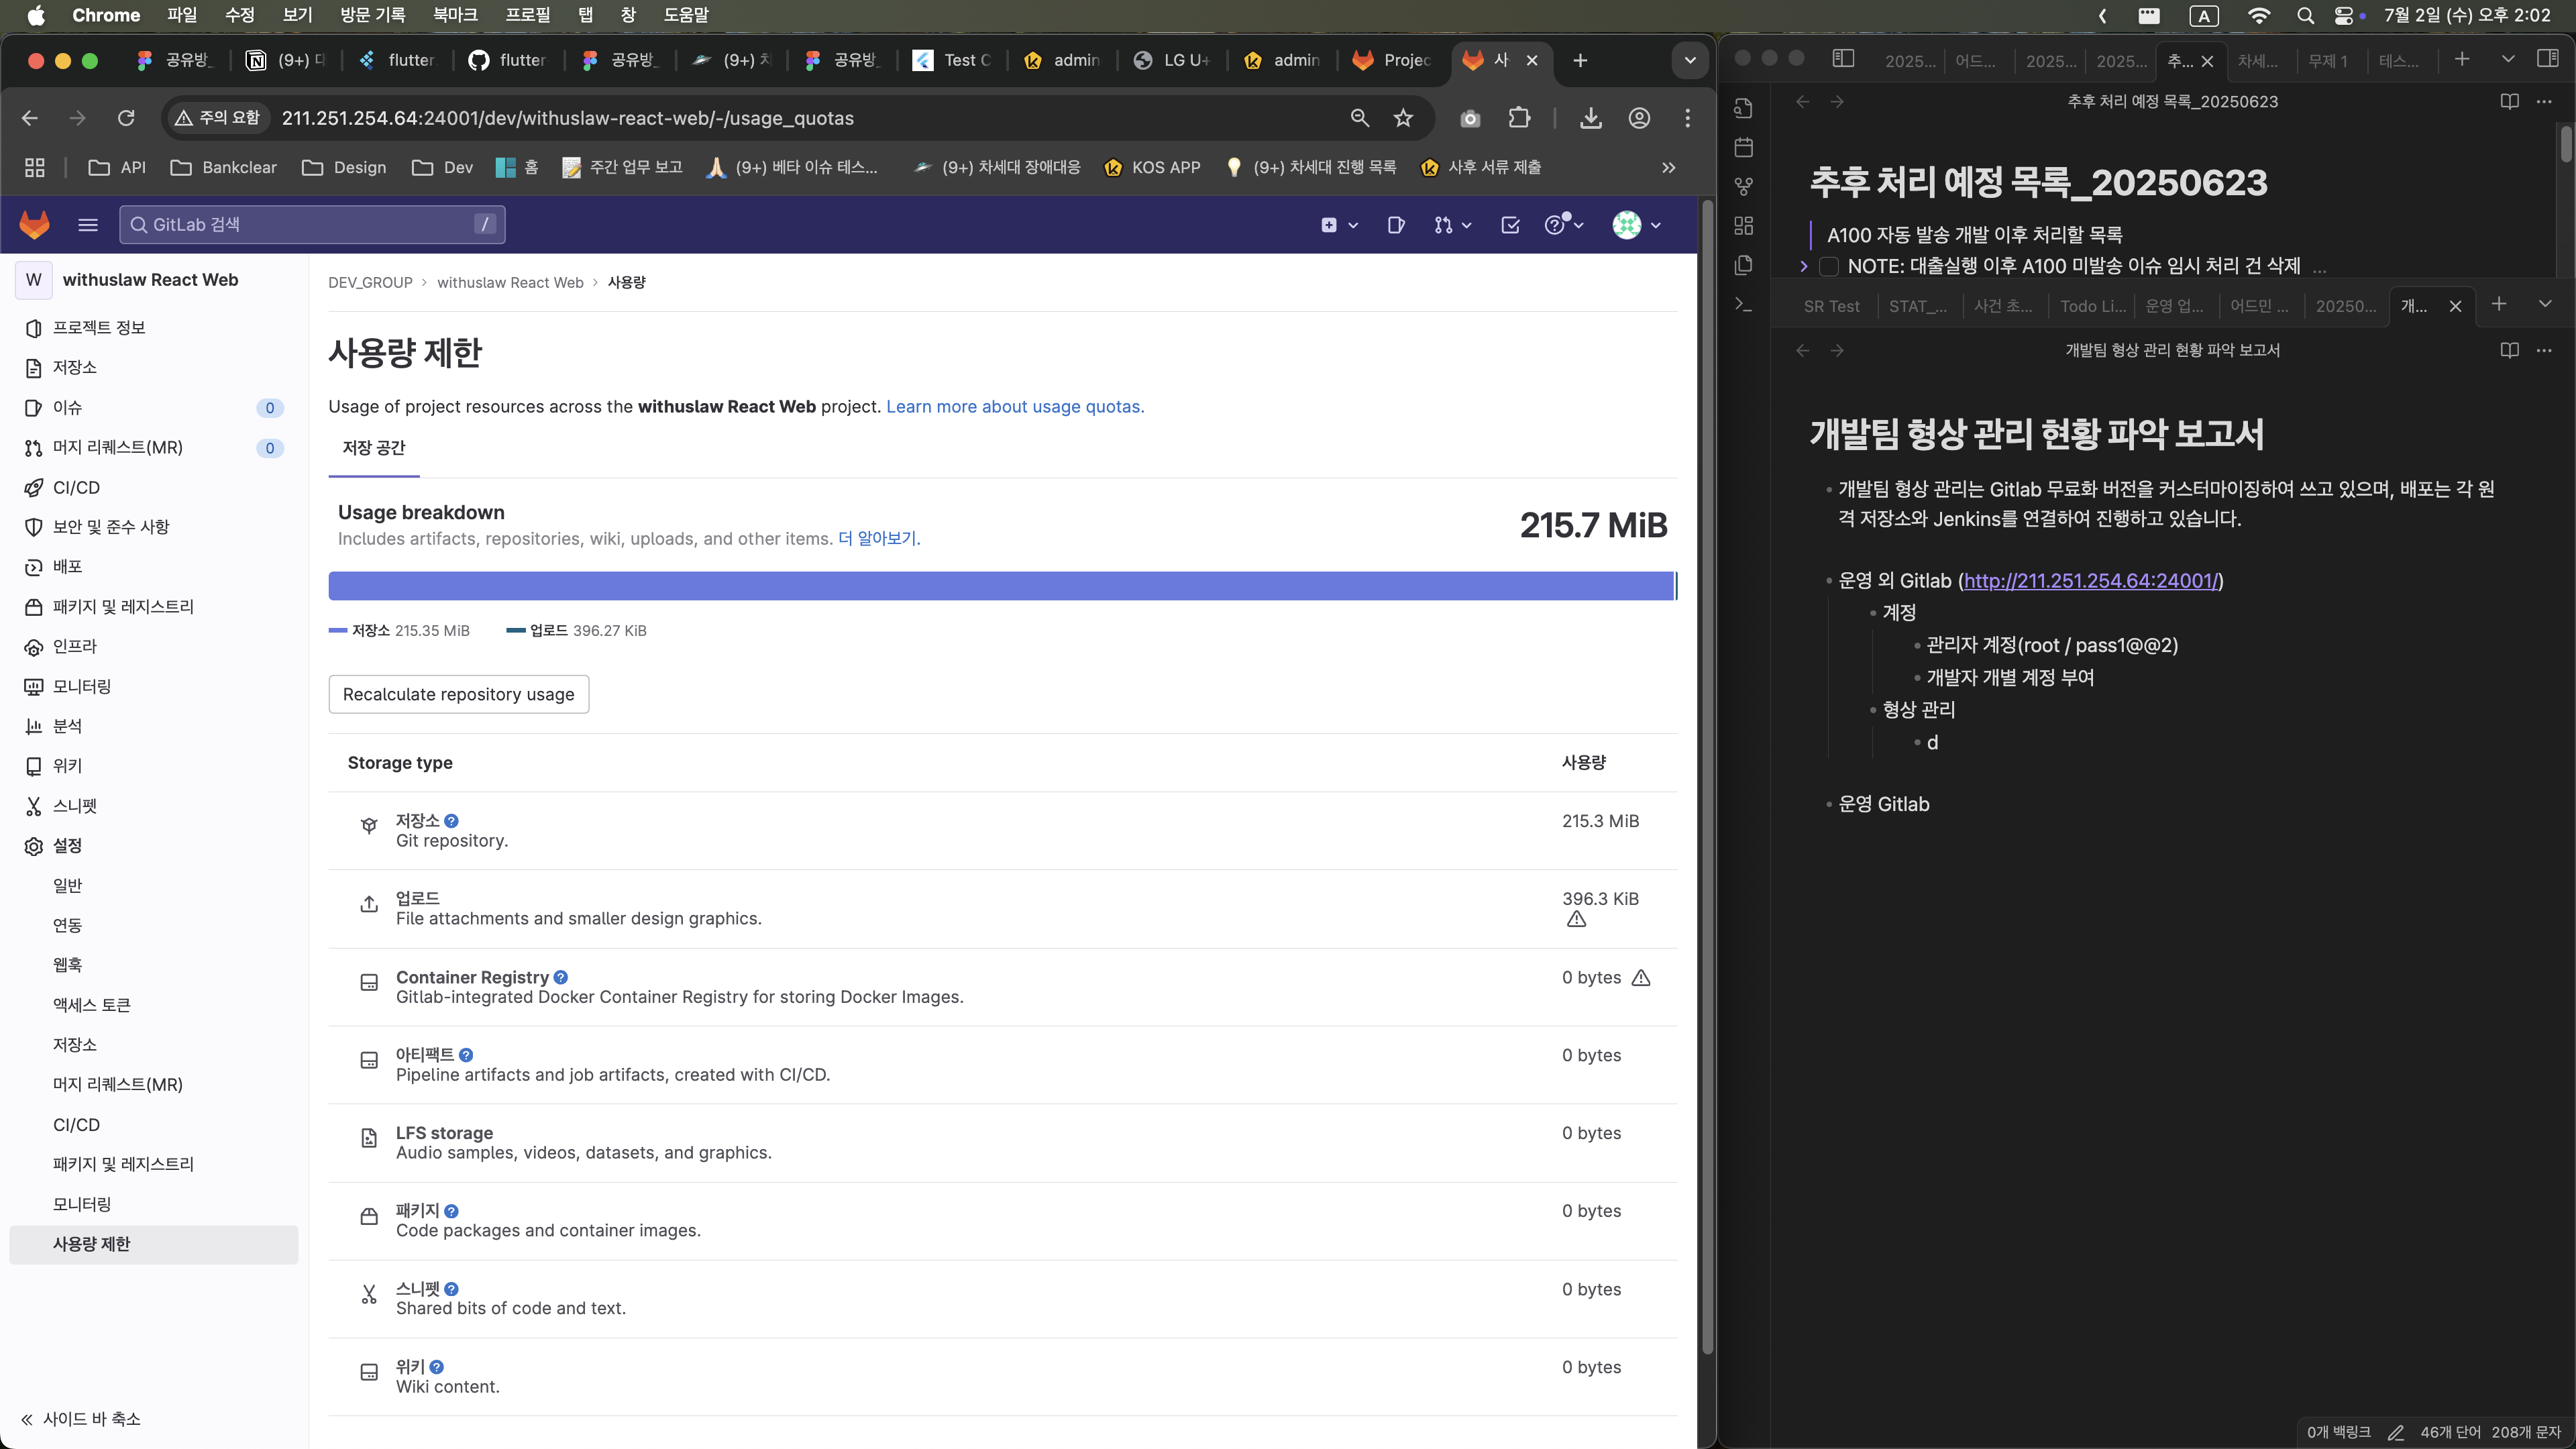 Chrome 파일 수정 보기 방문 기록 북마크 프로필 탭 창 도움말
A 7월 2일 (수) 오후 2:02
공유방_ (9+) flutter flutter 공유방_ (9+) 공유방_ Test C admin LG U+ admin Projec 사
주의 요함 211.251.254.64:24001/dev/withuslaw-react-web/-/usage_quotas
API Bankclear Design Dev 홈 주간 업무 보고 (9+) 베타 이슈 테스... (9+) 차세대 장애대응 KOS APP (9+) 차세대 진행 목록 사후 서류 제출
GitLab 검색 /
W withuslaw React Web
프로젝트 정보
저장소
이슈 0
머지 리퀘스트(MR) 0
CI/CD
보안 및 준수 사항
배포
패키지 및 레지스트리
인프라
모니터링
분석
위키
스니펫
설정
일반
연동
웹훅
액세스 토큰
저장소
머지 리퀘스트(MR)
CI/CD
패키지 및 레지스트리
모니터링
사용량 제한
사이드 바 축소
DEV_GROUP > withuslaw React Web > 사용량
사용량 제한
Usage of project resources across the withuslaw React Web project. Learn more about usage quotas.
저장 공간
Usage breakdown
215.7 MiB
Includes artifacts, repositories, wiki, uploads, and other items. 더 알아보기.
저장소 215.35 MiB 업로드 396.27 KiB
Recalculate repository usage
Storage type 사용량
저장소 215.3 MiB
Git repository.
업로드 396.3 KiB
File attachments and smaller design graphics.
Container Registry 0 bytes
Gitlab-integrated Docker Container Registry for storing Docker Images.
아티팩트 0 bytes
Pipeline artifacts and job artifacts, created with CI/CD.
LFS storage 0 bytes
Audio samples, videos, datasets, and graphics.
패키지 0 bytes
Code packages and container images.
스니펫 0 bytes
Shared bits of code and text.
위키 0 bytes
Wiki content.
2025... 어드... 2025... 2025... 추... 차세... 무제 1 테스...
추후 처리 예정 목록_20250623
추후 처리 예정 목록_20250623
A100 자동 발송 개발 이후 처리할 목록
NOTE: 대출실행 이후 A100 미발송 이슈 임시 처리 건 삭제 ...
SR Test STAT_... 사건 초... Todo Li... 운영 업... 어드민 ... 20250... 개...
개발팀 형상 관리 현황 파악 보고서
개발팀 형상 관리 현황 파악 보고서
개발팀 형상 관리는 Gitlab 무료화 버전을 커스터마이징하여 쓰고 있으며, 배포는 각 원
격 저장소와 Jenkins를 연결하여 진행하고 있습니다.
운영 외 Gitlab (http://211.251.254.64:24001/)
계정
관리자 계정(root / pass1@@2)
개발자 개별 계정 부여
형상 관리
d
운영 Gitlab
0개 백링크 46개 단어 208개 문자